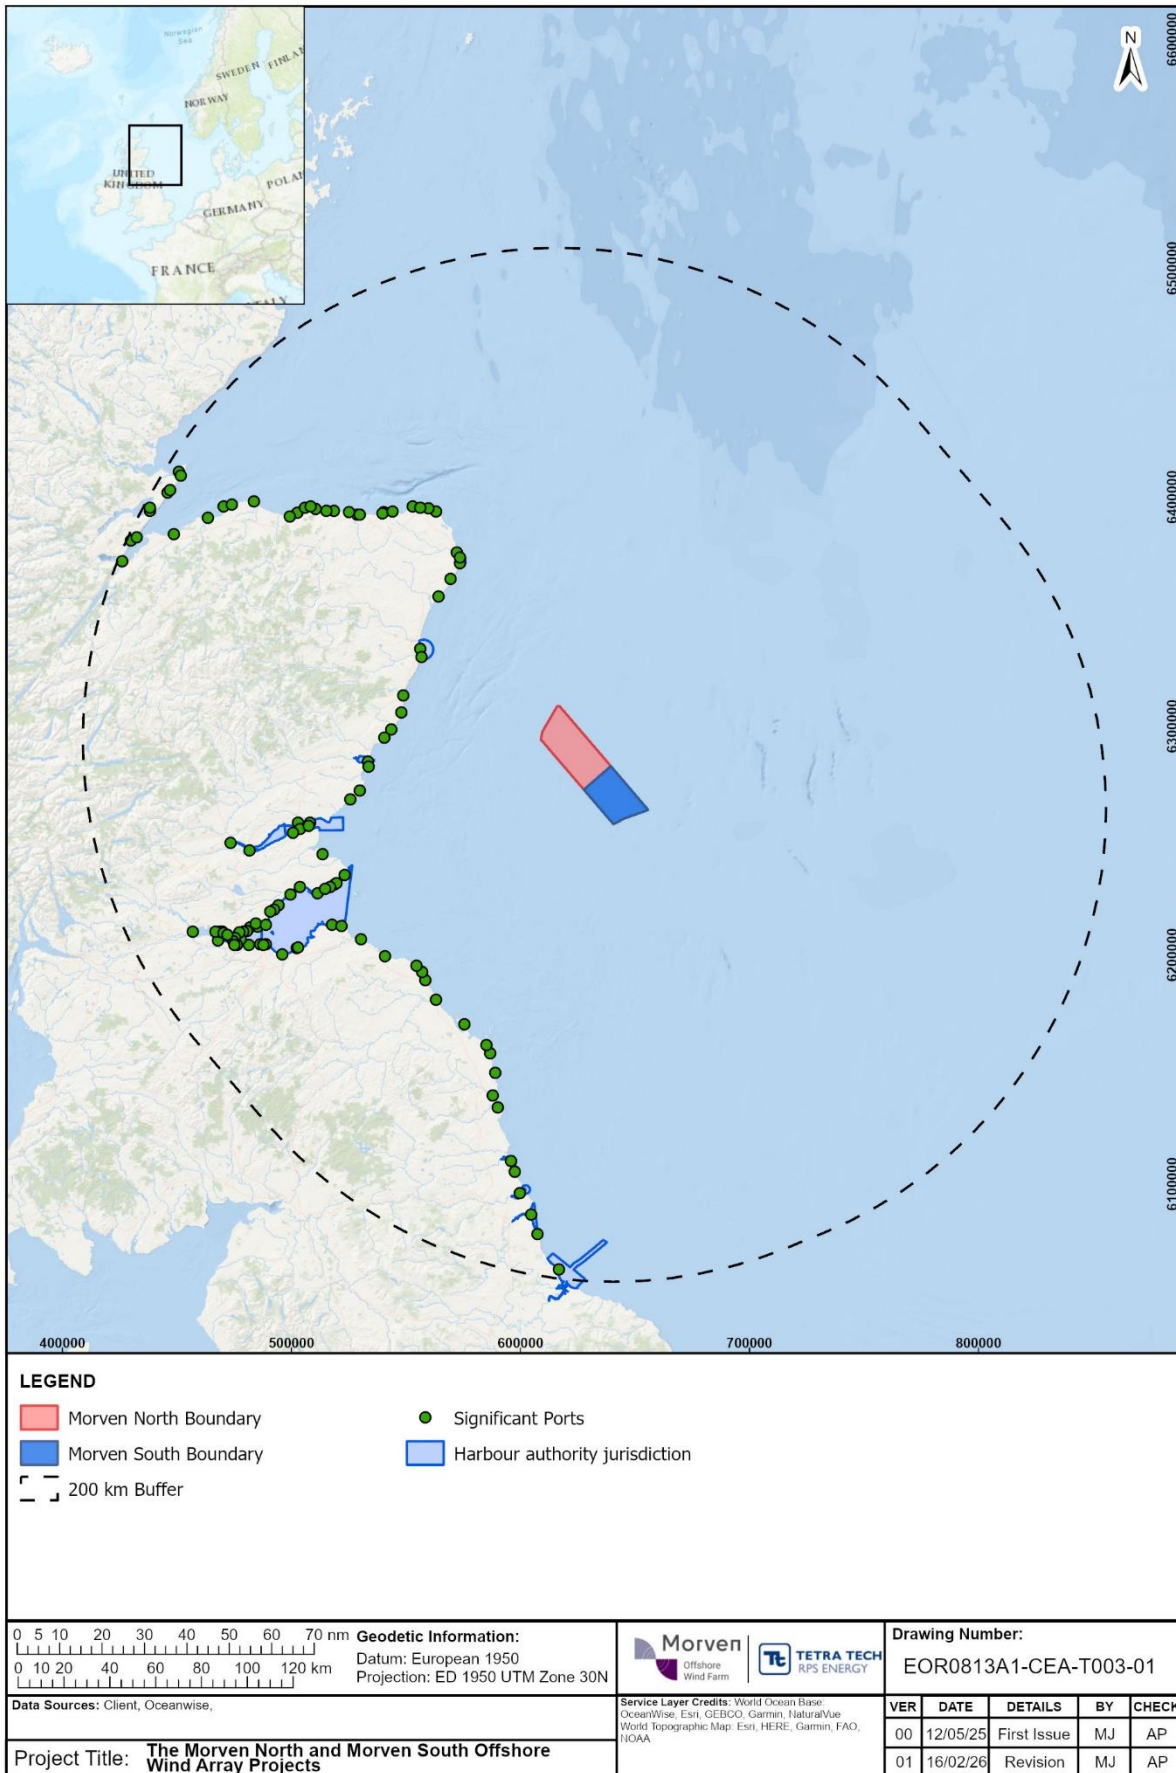 Norwegian
Sea
SWEDEN
NORWAY
UNITED
KINGDOM
GERMANY
FRANCE
N
6600000
6500000
6400000
6300000
6200000
6100000
400000 500000 600000 700000 800000
LEGEND
Morven North Boundary
Morven South Boundary
200 km Buffer
Significant Ports
Harbour authority jurisdiction
0 5 10 20 30 40 50 60 70 nm
0 10 20 40 60 80 100 120 km
Geodetic Information:
Datum: European 1950
Projection: ED 1950 UTM Zone 30N
Data Sources: Client, Oceanwise,
Project Title: The Morven North and Morven South Offshore
Wind Array Projects
Morven
Offshore
Wind Farm
Tt TETRA TECH
RPS ENERGY
Service Layer Credits: World Ocean Base:
OceanWise, Esri, GEBCO, Garmin, NaturalVue
World Topographic Map: Esri, HERE, Garmin, FAO,
NOAA
Drawing Number:
EOR0813A1-CEA-T003-01
VER DATE DETAILS BY CHECK
00 12/05/25 First Issue MJ AP
01 16/02/26 Revision MJ AP